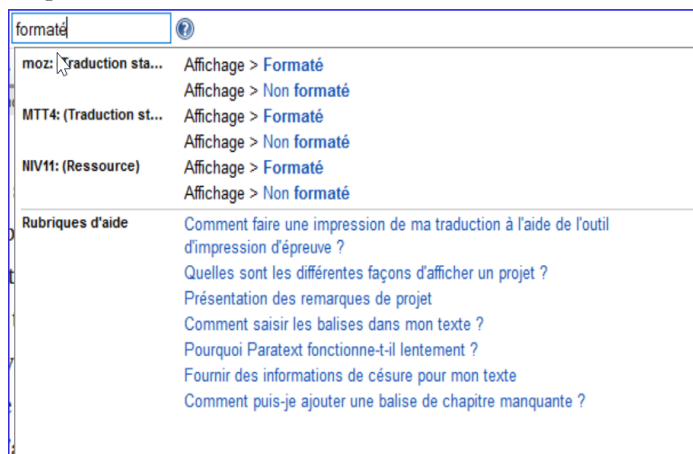 formaté
moz: Traduction sta... Affichage > Formaté
Affichage > Non formaté
MTT4: (Traduction st... Affichage > Formaté
Affichage > Non formaté
NIV11: (Ressource) Affichage > Formaté
Affichage > Non formaté
Rubriques d'aide Comment faire une impression de ma traduction à l'aide de l'outil
d'impression d'épreuve ?
Quelles sont les différentes façons d'afficher un projet ?
Présentation des remarques de projet
Comment saisir les balises dans mon texte ?
Pourquoi Paratext fonctionne-t-il lentement ?
Fournir des informations de césure pour mon texte
Comment puis-je ajouter une balise de chapitre manquante ?